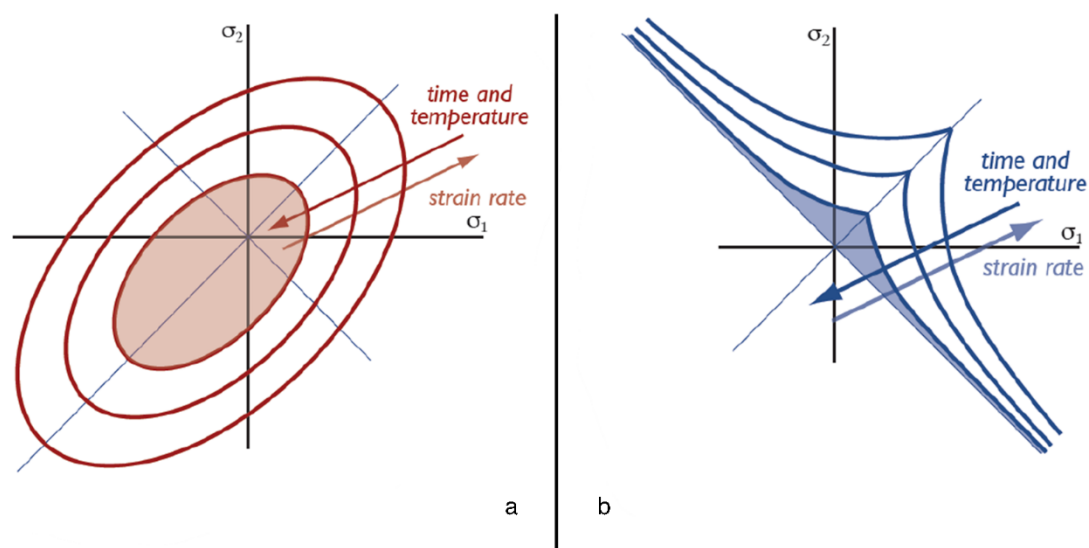 σ2
time and
temperature
strain rate
σ1
a
σ2
time and
temperature
σ1
strain rate
b